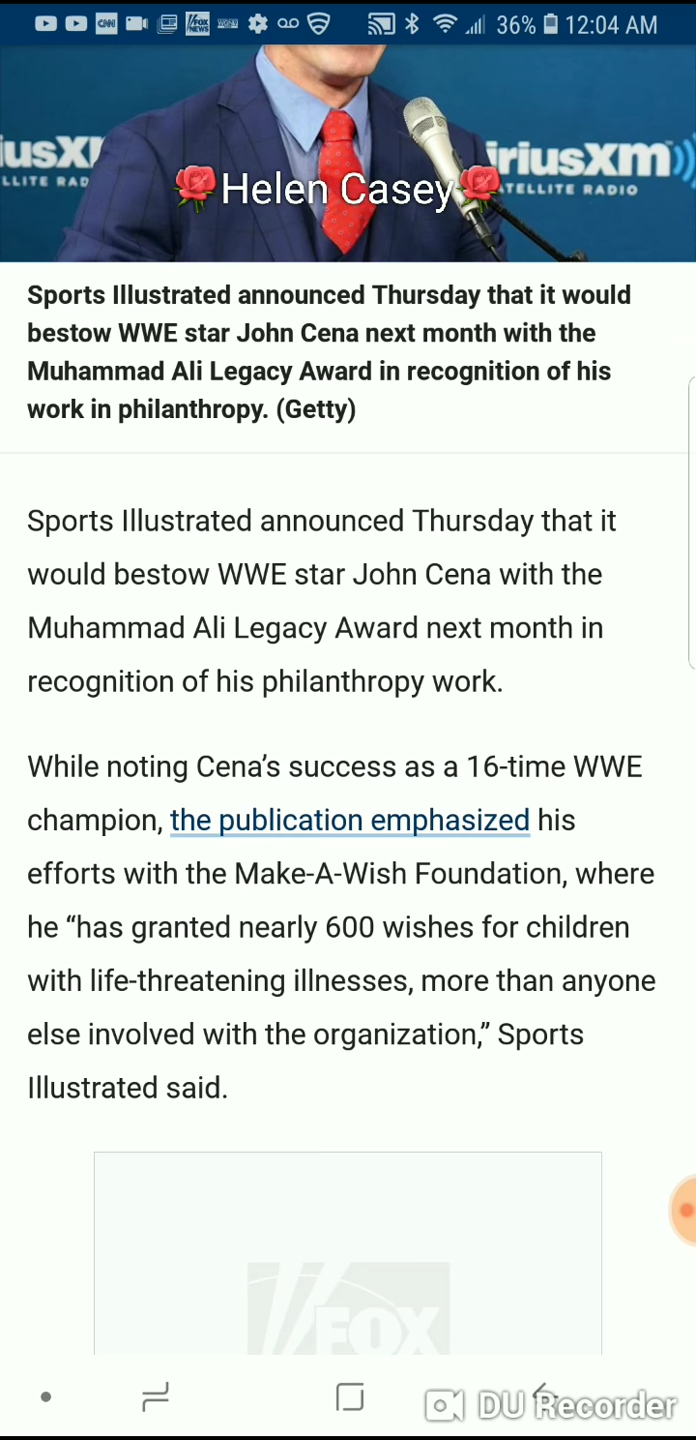 CNN
FOX NEWS
36% 12:04 AM
iusX
LLITE RAD
riusxm
TELLITE RADIO
🌹Helen Casey🌹
Sports Illustrated announced Thursday that it would
bestow WWE star John Cena next month with the
Muhammad Ali Legacy Award in recognition of his
work in philanthropy. (Getty)
Sports Illustrated announced Thursday that it
would bestow WWE star John Cena with the
Muhammad Ali Legacy Award next month in
recognition of his philanthropy work.
While noting Cena’s success as a 16-time WWE
champion, the publication emphasized his
efforts with the Make-A-Wish Foundation, where
he “has granted nearly 600 wishes for children
with life-threatening illnesses, more than anyone
else involved with the organization,” Sports
Illustrated said.
FOX
DU Recorder